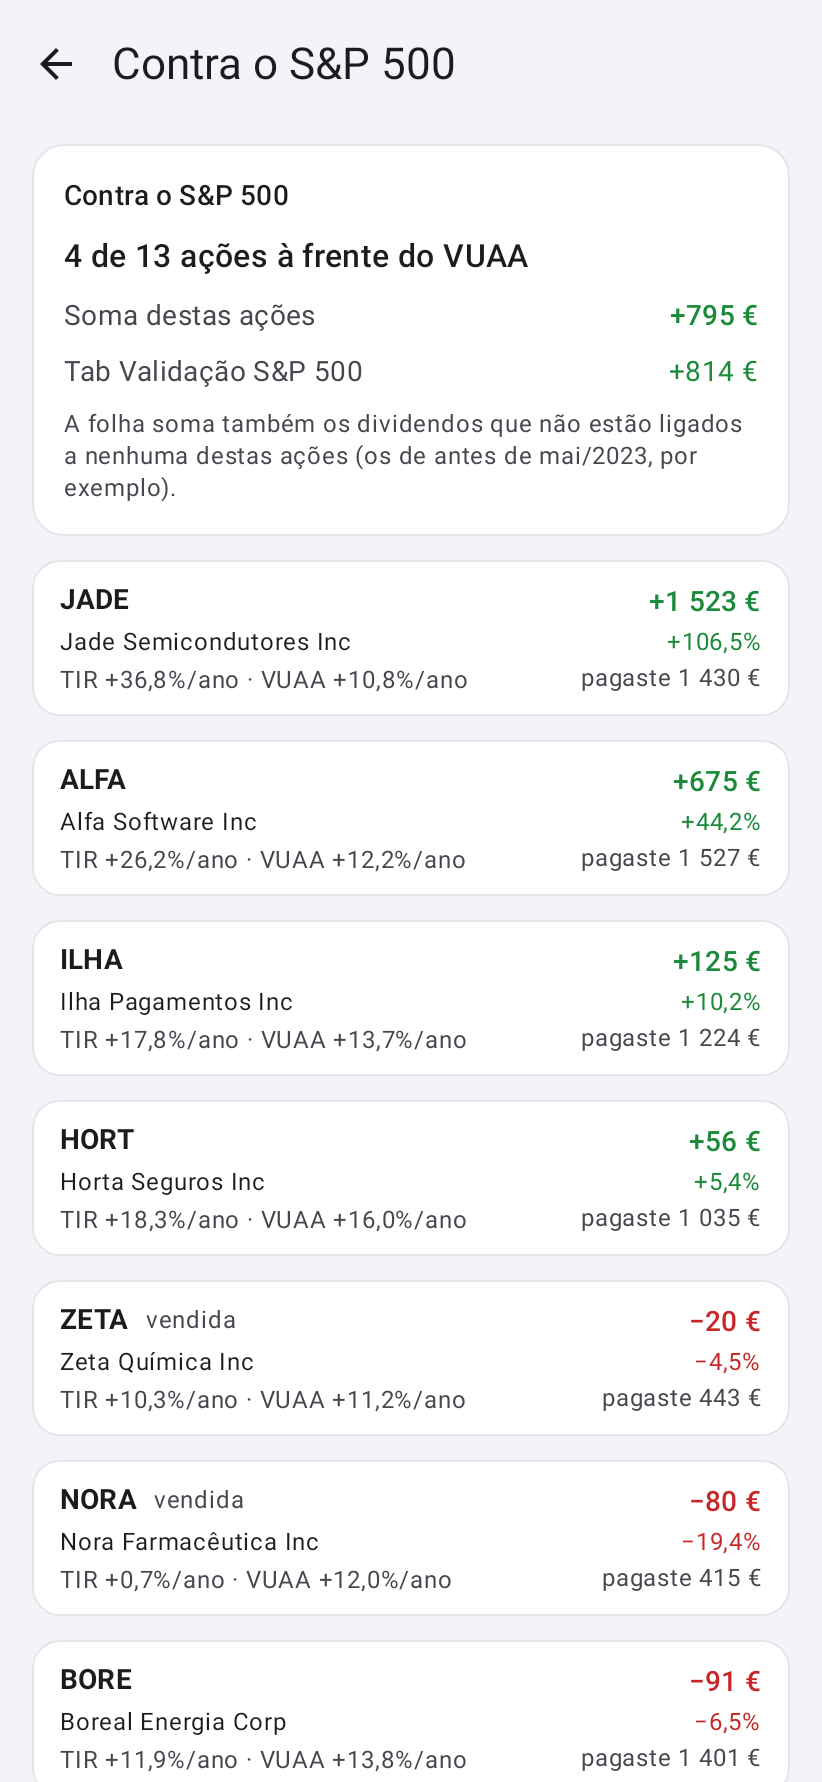 Contra o S&P 500
Contra o S&P 500
4 de 13 ações à frente do VUAA
Soma destas ações +795 €
Tab Validação S&P 500 +814 €
A folha soma também os dividendos que não estão ligados
a nenhuma destas ações (os de antes de mai/2023, por
exemplo).
JADE +1 523 €
Jade Semicondutores Inc +106,5%
TIR +36,8%/ano · VUAA +10,8%/ano pagaste 1 430 €
ALFA +675 €
Alfa Software Inc +44,2%
TIR +26,2%/ano · VUAA +12,2%/ano pagaste 1 527 €
ILHA +125 €
Ilha Pagamentos Inc +10,2%
TIR +17,8%/ano · VUAA +13,7%/ano pagaste 1 224 €
HORT +56 €
Horta Seguros Inc +5,4%
TIR +18,3%/ano · VUAA +16,0%/ano pagaste 1 035 €
ZETA vendida −20 €
Zeta Química Inc −4,5%
TIR +10,3%/ano · VUAA +11,2%/ano pagaste 443 €
NORA vendida −80 €
Nora Farmacêutica Inc −19,4%
TIR +0,7%/ano · VUAA +12,0%/ano pagaste 415 €
BORE −91 €
Boreal Energia Corp −6,5%
TIR +11,9%/ano · VUAA +13,8%/ano pagaste 1 401 €